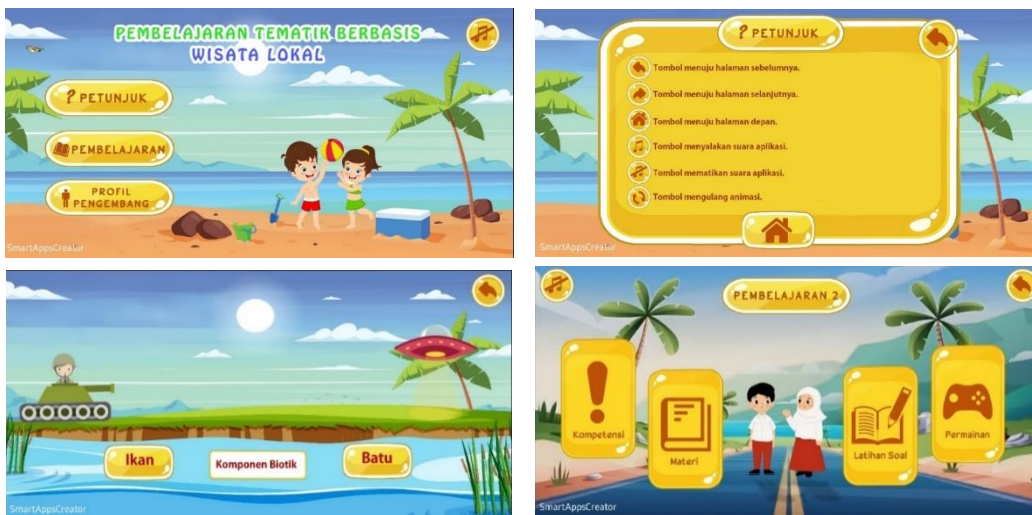 PEMBELAJARAN TEMATIK BERBASIS
WISATA LOKAL
? PETUNJUK
PEMBELAJARAN
PROFIL
PENGEMBANG
SmartAppsCreator
? PETUNJUK
Tombol menuju halaman sebelumnya.
Tombol menuju halaman selanjutnya.
Tombol menuju halaman depan.
Tombol menyalakan suara aplikasi.
Tombol mematikan suara aplikasi.
Tombol mengulang animasi.
SmartAppsCreator
Ikan
Komponen Biotik
Batu
SmartAppsCreator
PEMBELAJARAN 2
Kompetensi
Materi
Latihan Soal
Permainan
SmartAppsCreator